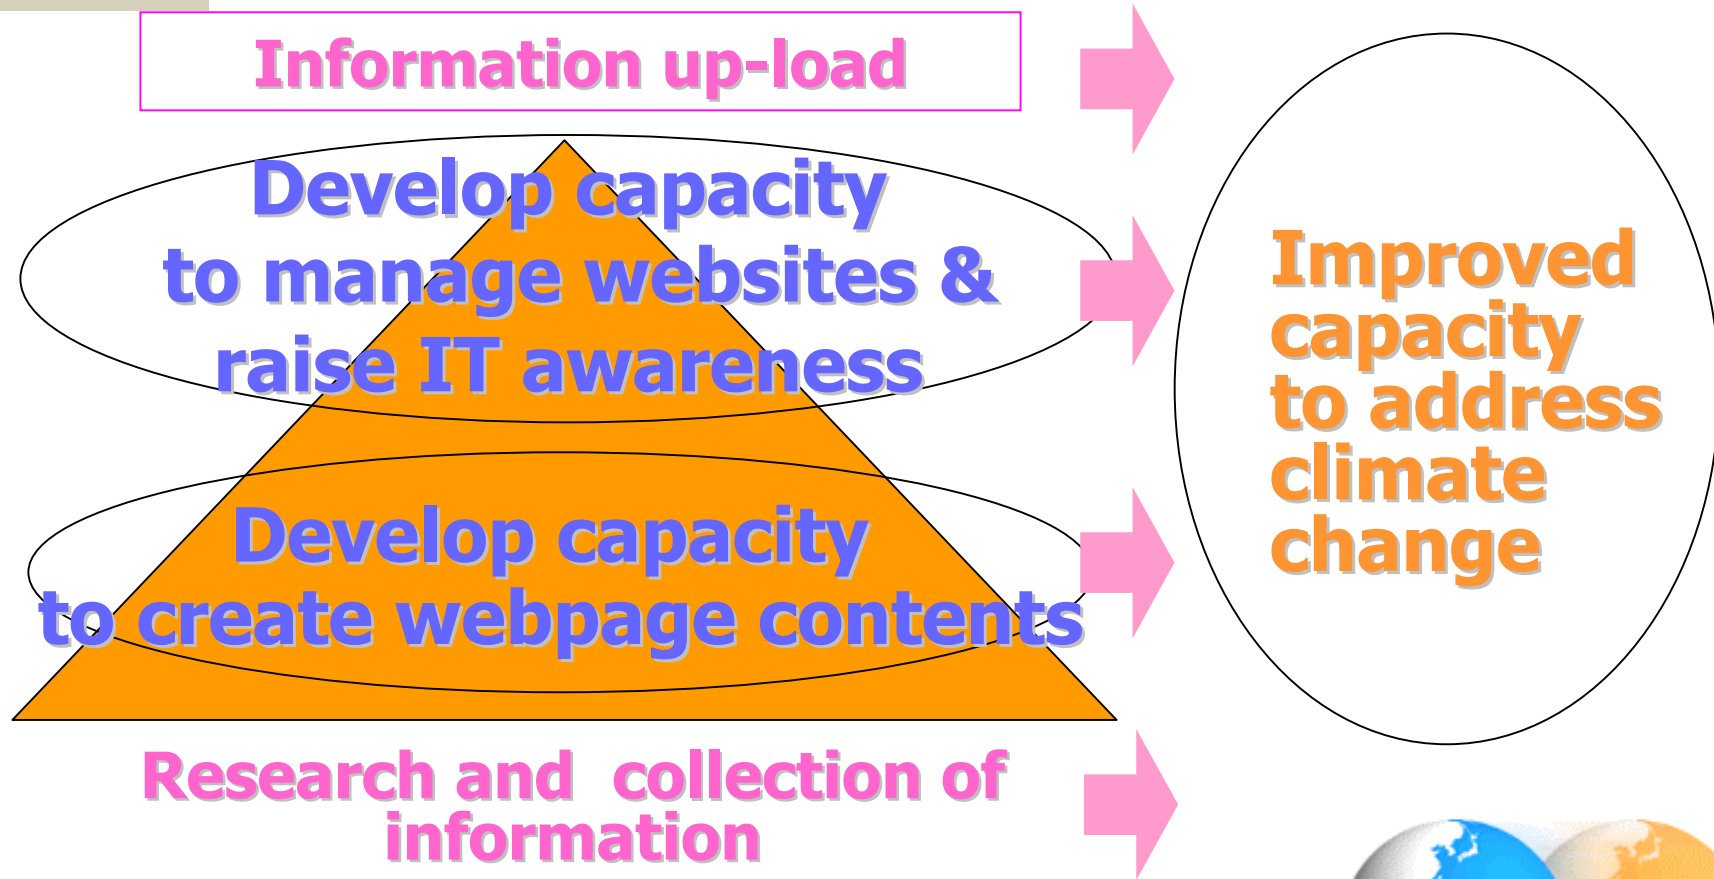 Information up-load
Develop capacity
to manage websites &
raise IT awareness
Develop capacity
to create webpage contents
Research and collection of
information
Improved
capacity
to address
climate
change